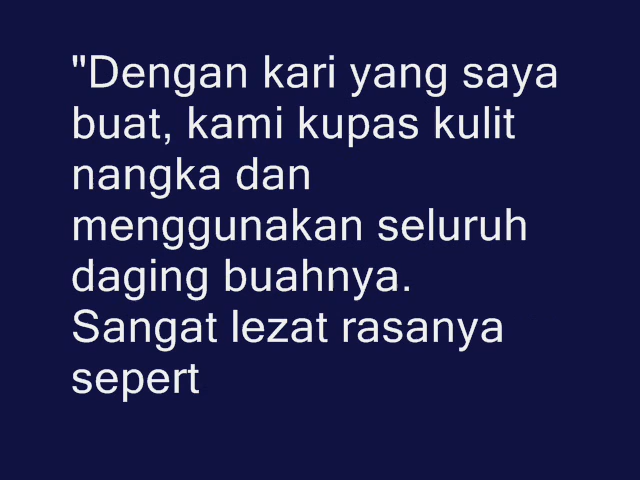 "Dengan kari yang saya
buat, kami kupas kulit
nangka dan
menggunakan seluruh
daging buahnya.
Sangat lezat rasanya
sepert